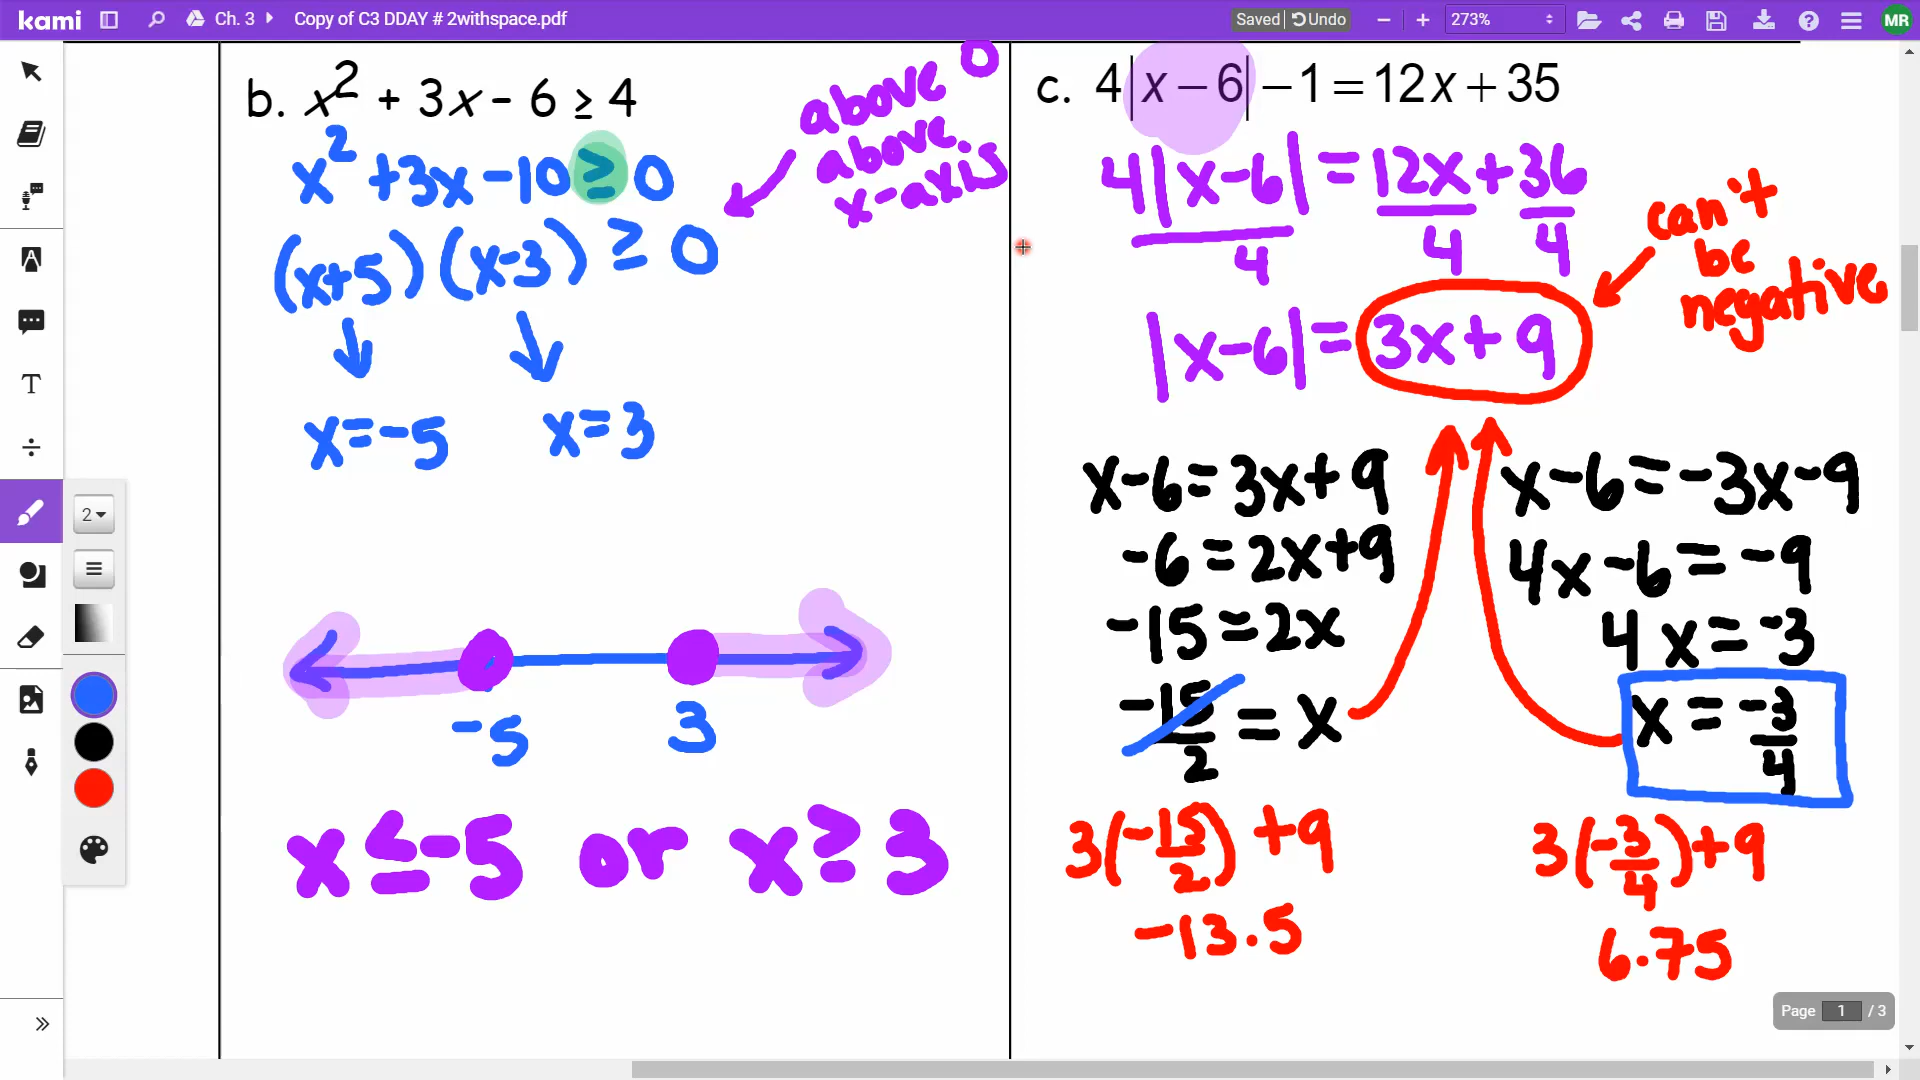 kami Ch. 3 Copy of C3 DDAY # 2withspace.pdf Saved Undo 273% MR
b. x² + 3x - 6 ≥ 4
x² + 3x - 10 ≥ 0
(x+5) (x-3) ≥ 0
above 0
above
x-axis
x = -5 x = 3
-5 3
x ≤ -5 or x ≥ 3
c. 4|x - 6| - 1 = 12x + 35
4|x-6| = 12x + 36
4 4 4
can't
be
negative
|x-6| = 3x + 9
x-6 = 3x+9
-6 = 2x+9
-15 = 2x
-15/2 = x
3(-15/2) + 9
-13.5
x-6 = -3x-9
4x-6 = -9
4x = -3
x = -3/4
3(-3/4) + 9
6.75
2
T
Page 1 / 3